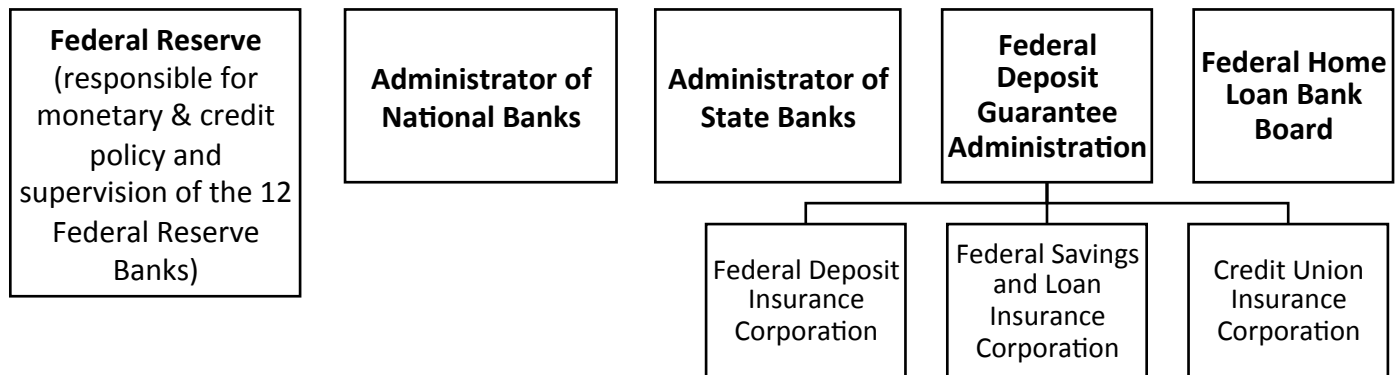 Federal Reserve
(responsible for
monetary & credit
policy and
supervision of the 12
Federal Reserve
Banks)
Administrator of
National Banks
Administrator of
State Banks
Federal
Deposit
Guarantee
Administration
Federal Home
Loan Bank
Board
Federal Deposit
Insurance
Corporation
Federal Savings
and Loan
Insurance
Corporation
Credit Union
Insurance
Corporation